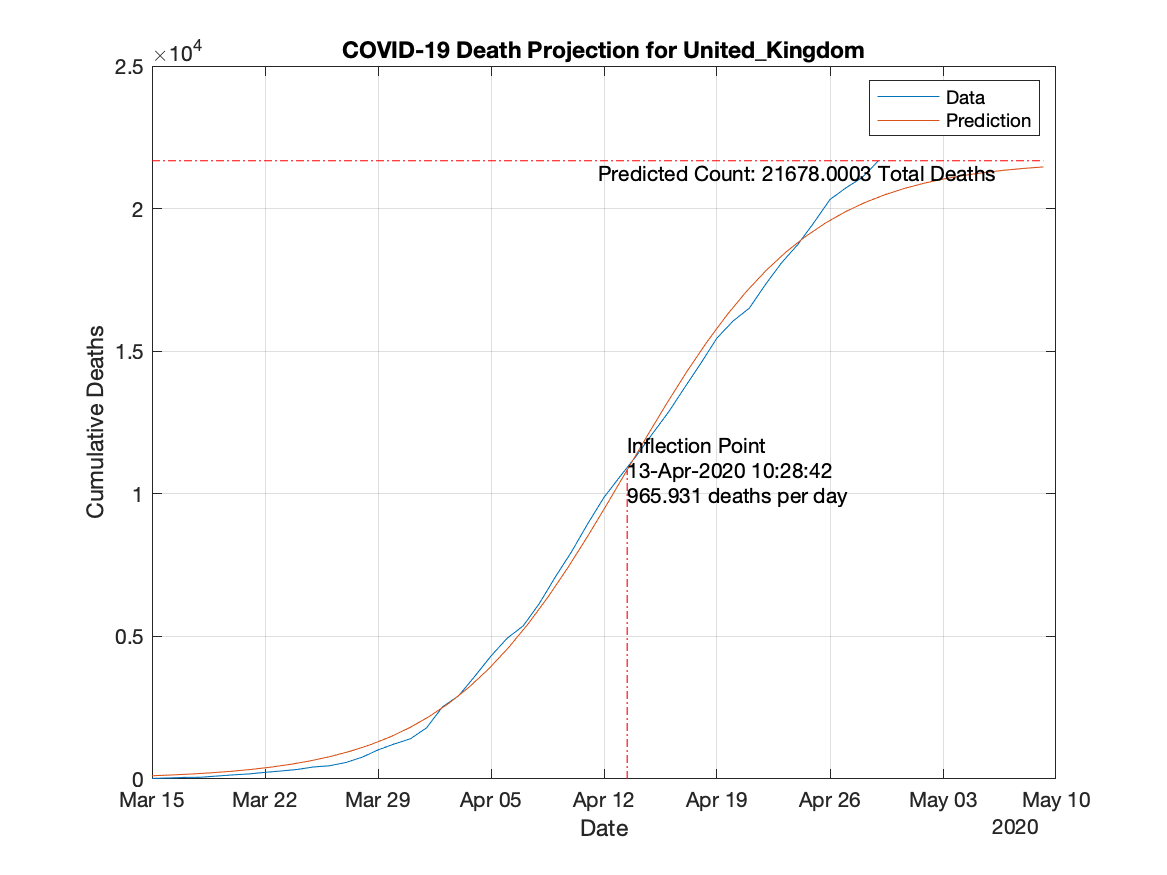 COVID-19 Death Projection for United_Kingdom
×10⁴
2.5
2
1.5
1
0.5
0
Cumulative Deaths
Data
Prediction
Predicted Count: 21678.0003 Total Deaths
Inflection Point
13-Apr-2020 10:28:42
965.931 deaths per day
Mar 15 Mar 22 Mar 29 Apr 05 Apr 12 Apr 19 Apr 26 May 03 May 10
Date
2020